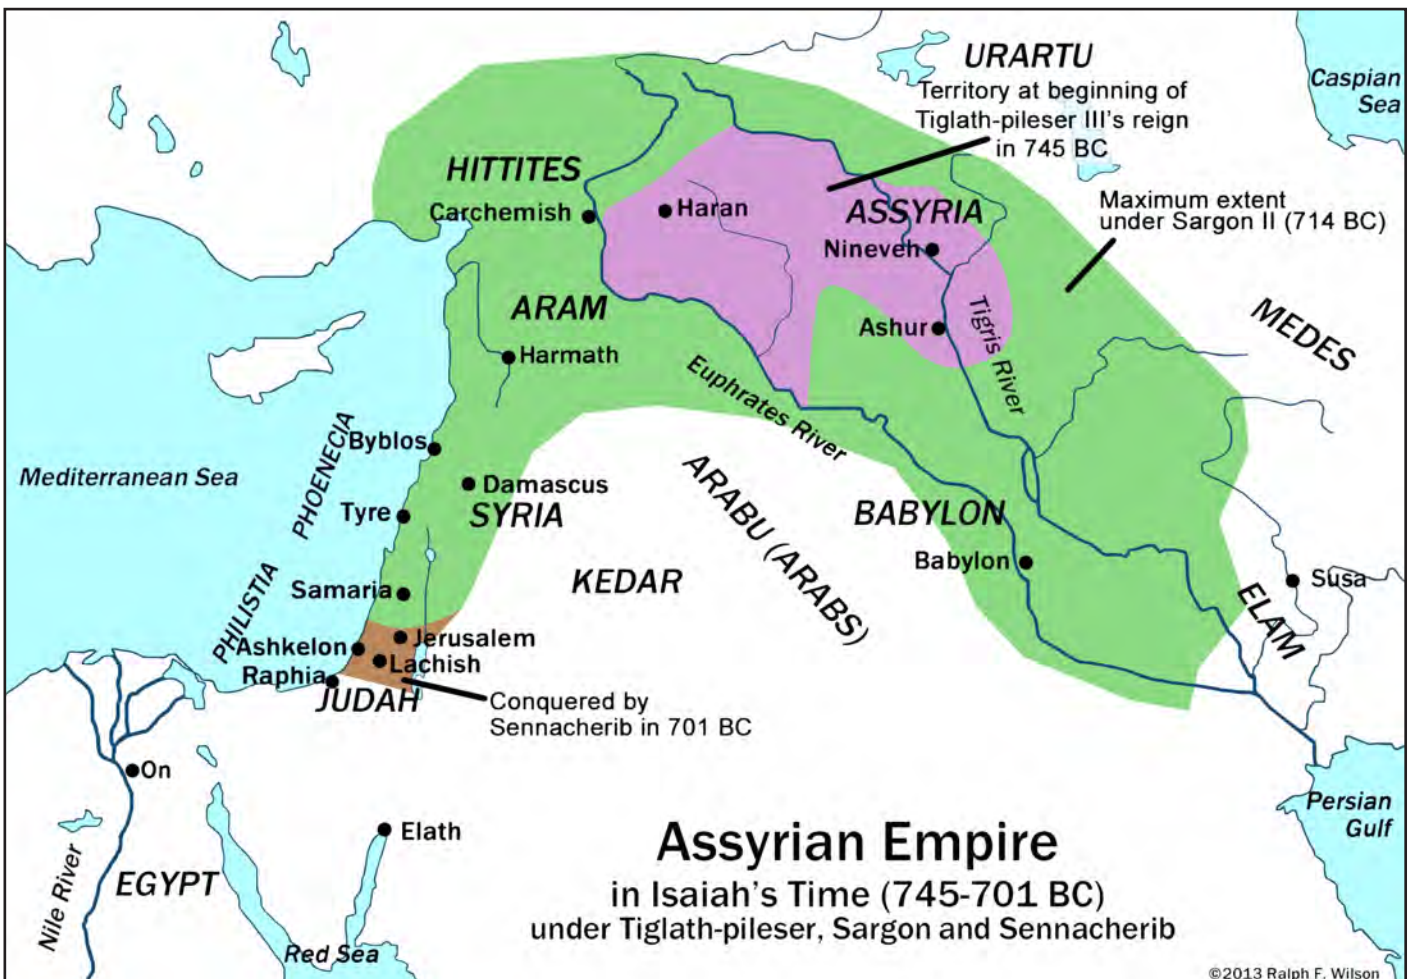 URARTU
Territory at beginning of
Tiglath-pileser III's reign
in 745 BC
Caspian
Sea
HITTITES
Carchemish
Haran
ASSYRIA
Nineveh
Maximum extent
under Sargon II (714 BC)
ARAM
Harmath
Ashur
Tigris River
MEDES
Euphrates River
Mediterranean Sea
PHOENECIA
Byblos
Damascus
SYRIA
Tyre
ARABU (ARABS)
BABYLON
Babylon
KEDAR
Samaria
PHILISTIA
Ashkelon
Jerusalem
Lachish
Raphia
JUDAH
Conquered by
Sennacherib in 701 BC
ELAM
Susa
On
Elath
Nile River
EGYPT
Red Sea
Persian
Gulf
Assyrian Empire
in Isaiah's Time (745-701 BC)
under Tiglath-pileser, Sargon and Sennacherib
©2013 Ralph F. Wilson